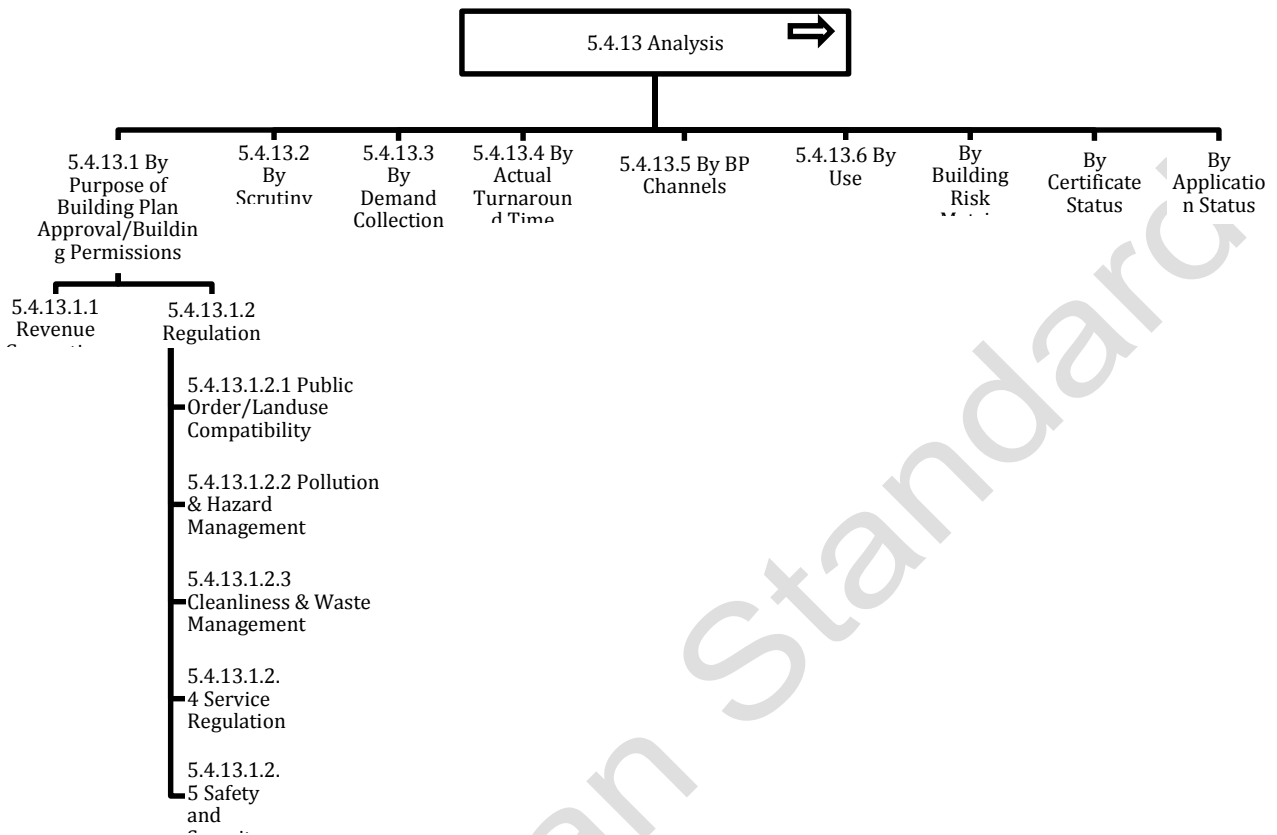 5.4.13 Analysis
5.4.13.1 By
Purpose of
Building Plan
Approval/Buildin
g Permissions
5.4.13.2
By
Scrutiny
5.4.13.3
By
Demand
Collection
5.4.13.4 By
Actual
Turnaroun
d Time
5.4.13.5 By BP
Channels
5.4.13.6 By
Use
By
Building
Risk
By
Certificate
Status
By
Applicatio
n Status
5.4.13.1.1
Revenue
5.4.13.1.2
Regulation
5.4.13.1.2.1 Public
Order/Landuse
Compatibility
5.4.13.1.2.2 Pollution
& Hazard
Management
5.4.13.1.2.3
Cleanliness & Waste
Management
5.4.13.1.2.
4 Service
Regulation
5.4.13.1.2.
5 Safety
and
an Standard